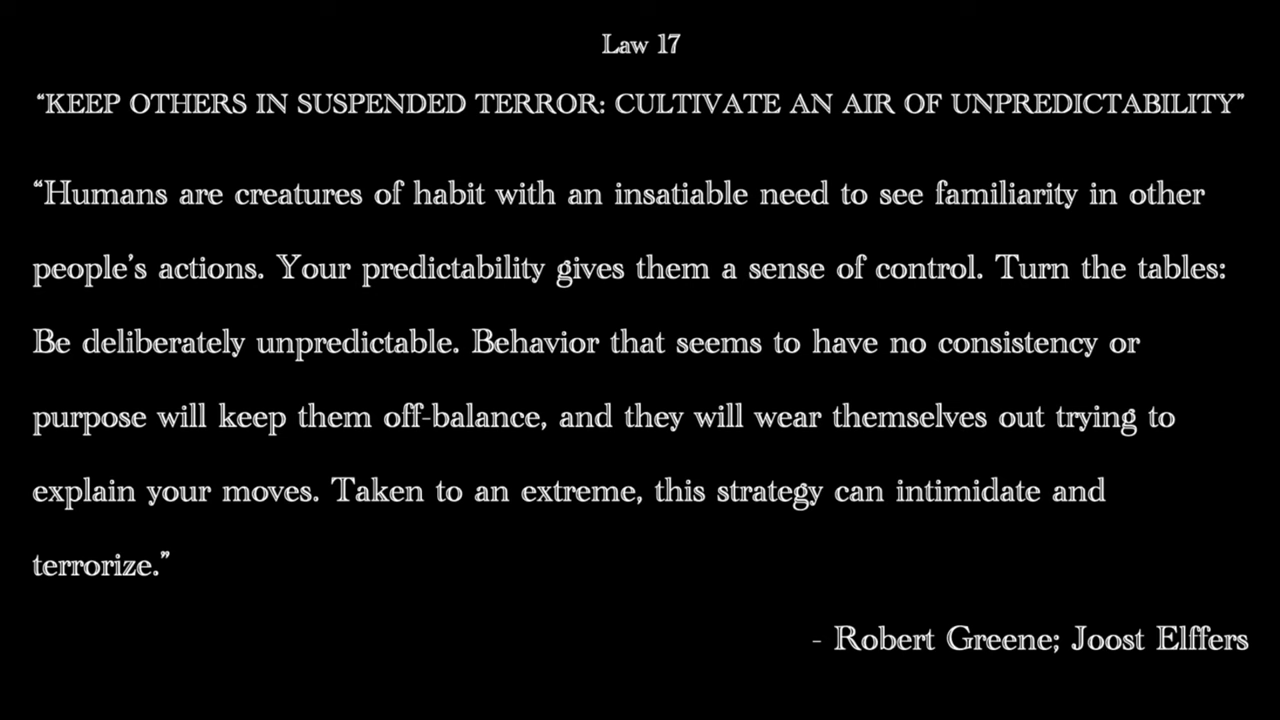 Law 17
“KEEP OTHERS IN SUSPENDED TERROR: CULTIVATE AN AIR OF UNPREDICTABILITY”
“Humans are creatures of habit with an insatiable need to see familiarity in other
people’s actions. Your predictability gives them a sense of control. Turn the tables:
Be deliberately unpredictable. Behavior that seems to have no consistency or
purpose will keep them off-balance, and they will wear themselves out trying to
explain your moves. Taken to an extreme, this strategy can intimidate and
terrorize.”
- Robert Greene; Joost Elffers